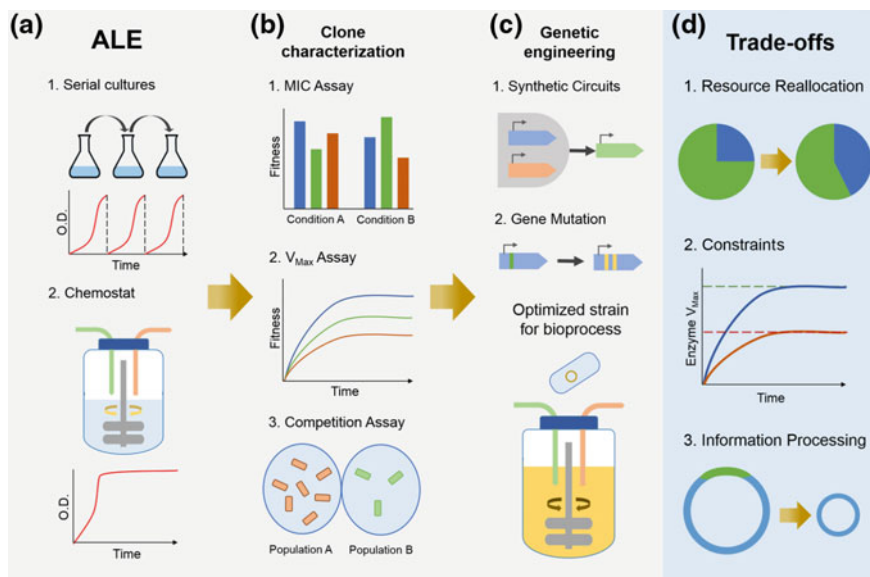 (a)
ALE
1. Serial cultures
O.D.
Time
2. Chemostat
O.D.
Time
(b)
Clone
characterization
1. MIC Assay
Fitness
Condition A
Condition B
2. VMax Assay
Fitness
Time
3. Competition Assay
Population A
Population B
(c)
Genetic
engineering
1. Synthetic Circuits
2. Gene Mutation
Optimized strain
for bioprocess
(d)
Trade-offs
1. Resource Reallocation
2. Constraints
Enzyme VMax
Time
3. Information Processing